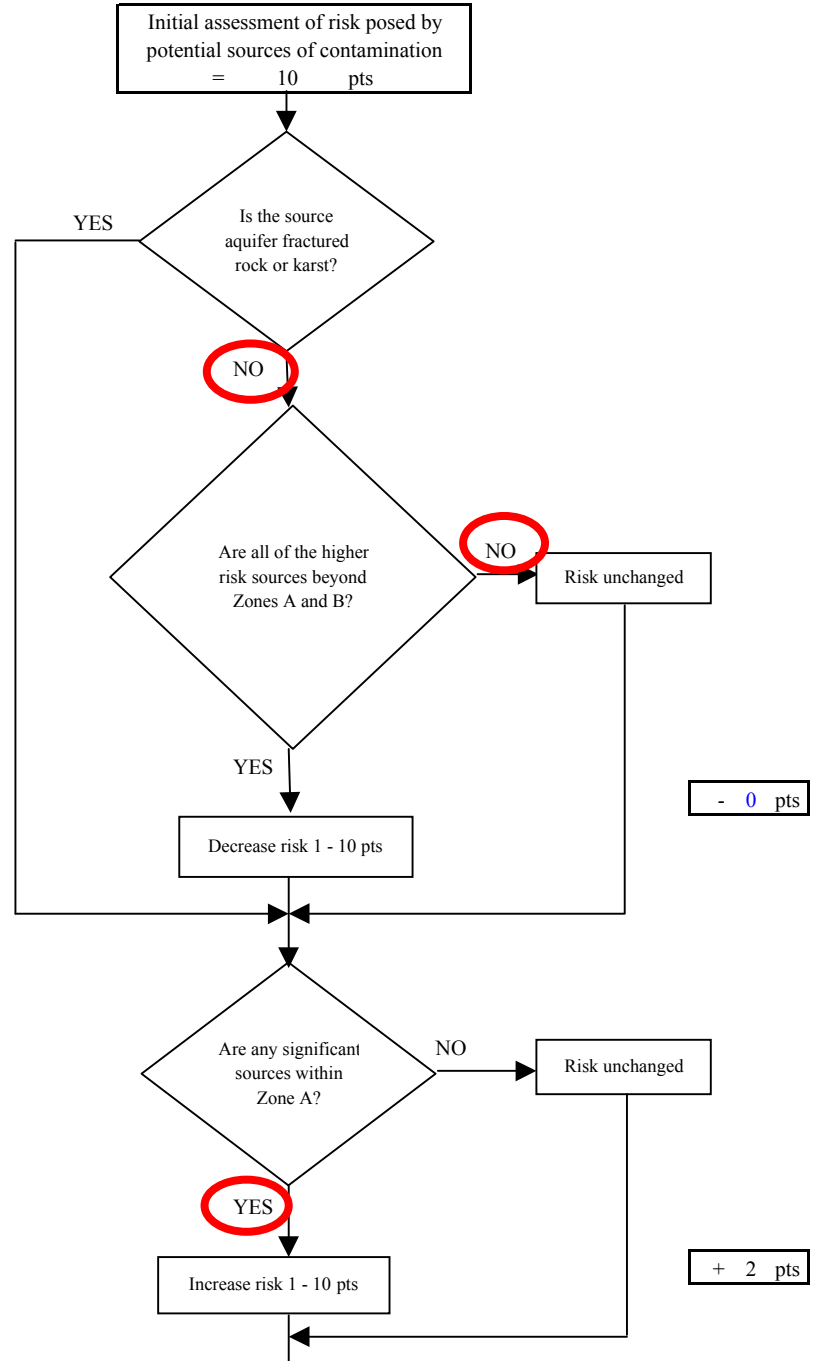 Initial assessment of risk posed by
potential sources of contamination
= 10 pts
YES
Is the source
aquifer fractured
rock or karst?
NO
Are all of the higher
risk sources beyond
Zones A and B?
NO
Risk unchanged
YES
- 0 pts
Decrease risk 1 - 10 pts
Are any significant
sources within
Zone A?
NO
Risk unchanged
YES
Increase risk 1 - 10 pts
+ 2 pts